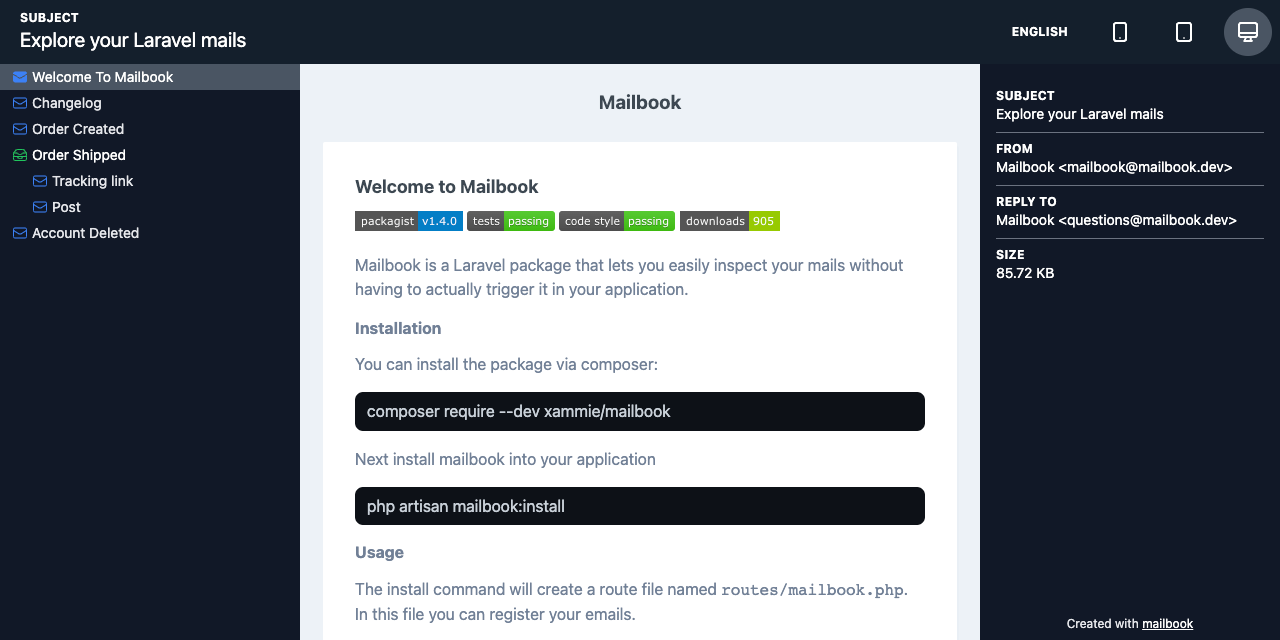 SUBJECT
Explore your Laravel mails
ENGLISH
Welcome To Mailbook
Changelog
Order Created
Order Shipped
Tracking link
Post
Account Deleted
Mailbook
Welcome to Mailbook
packagist v1.4.0 tests passing code style passing downloads 905
Mailbook is a Laravel package that lets you easily inspect your mails without
having to actually trigger it in your application.
Installation
You can install the package via composer:
composer require --dev xammie/mailbook
Next install mailbook into your application
php artisan mailbook:install
Usage
The install command will create a route file named routes/mailbook.php.
In this file you can register your emails.
SUBJECT
Explore your Laravel mails
FROM
Mailbook <mailbook@mailbook.dev>
REPLY TO
Mailbook <questions@mailbook.dev>
SIZE
85.72 KB
Created with mailbook